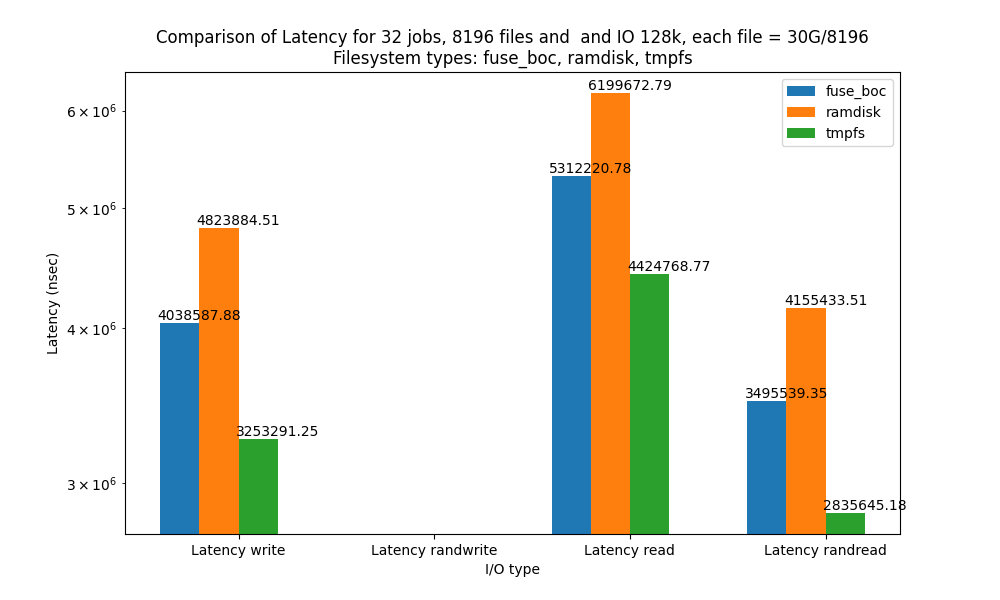 Comparison of Latency for 32 jobs, 8196 files and  and IO 128k, each file = 30G/8196
Filesystem types: fuse_boc, ramdisk, tmpfs
fuse_boc
ramdisk
tmpfs
Latency (nsec)
6 × 10⁶
5 × 10⁶
4 × 10⁶
3 × 10⁶
4038587.88
4823884.51
3253291.25
5312220.78
6199672.79
4424768.77
3495539.35
4155433.51
2835645.18
Latency write
Latency randwrite
Latency read
Latency randread
I/O type